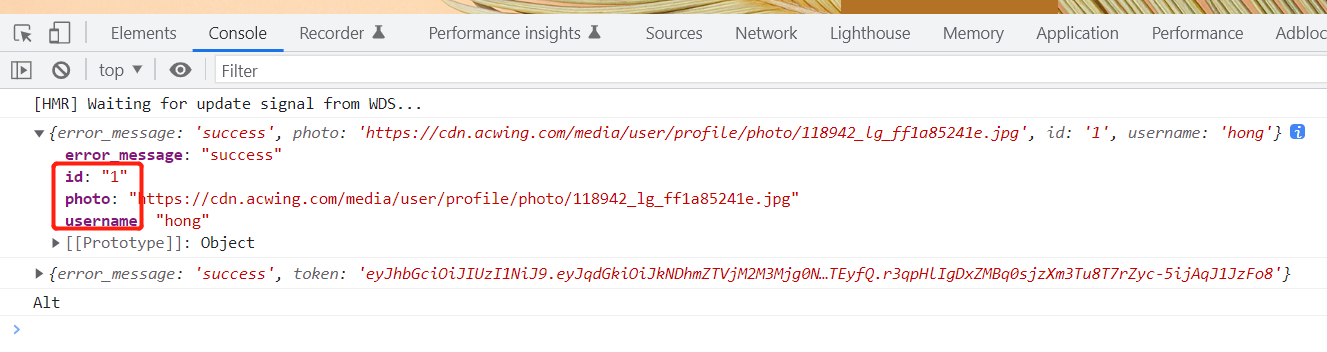 Elements Console Recorder Performance insights Sources Network Lighthouse Memory Application Performance Adbloc
top Filter
[HMR] Waiting for update signal from WDS...
{error_message: 'success', photo: 'https://cdn.acwing.com/media/user/profile/photo/118942_lg_ff1a85241e.jpg', id: '1', username: 'hong'}
error_message: "success"
id: "1"
photo: "https://cdn.acwing.com/media/user/profile/photo/118942_lg_ff1a85241e.jpg"
username: "hong"
[[Prototype]]: Object
{error_message: 'success', token: 'eyJhbGciOiJIUzI1NiJ9.eyJqdGkiOiJkNDhmZTVjM2M3Mjg0N…TEyfQ.r3qpHlIgDxZMBq0sjzXm3Tu8T7rZyc-5ijAqJ1JzFo8'}
Alt